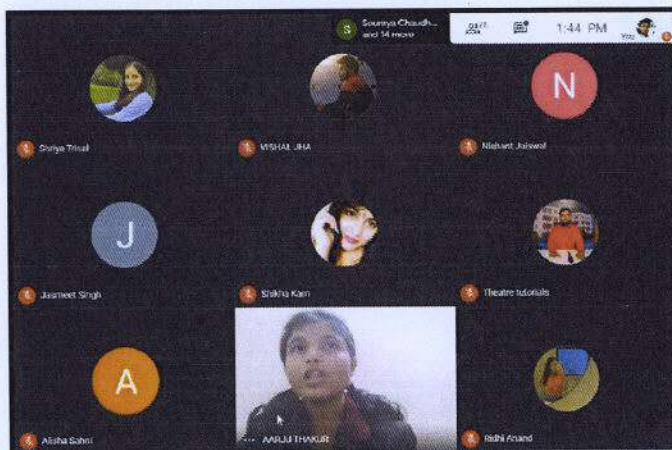 S Soumya Chaudh...
and 14 more
1:44 PM
You
N
Shriya Trisal
VISHAL JHA
Nishant Jaiswal
J
Jasmeet Singh
Shikha Karn
Theatre tutorials
A
Alisha Sahni
AARJU THAKUR
Ridhi Anand